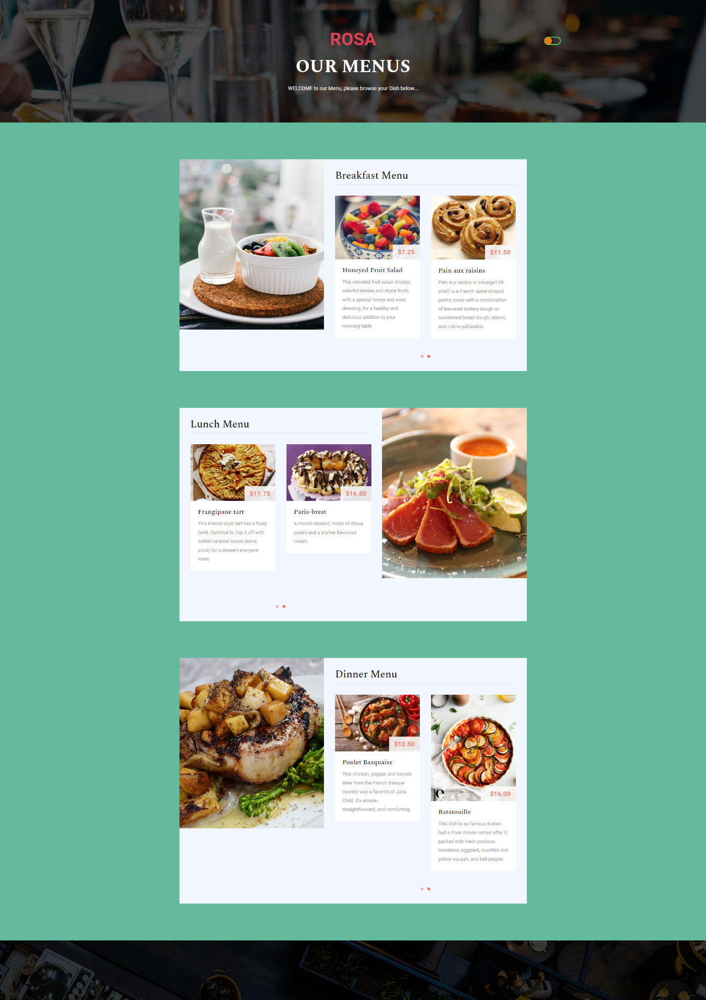 ROSA
OUR MENUS
WELCOME to our Menu, please browse your Dish below...
Breakfast Menu
$7.25
Honeyed Fruit Salad
This elevated fruit salad drizzles
colorful berries and stone fruits
with a special honey-and-wine
dressing, for a healthy and
delicious addition to your
morning table.
$11.50
Pain aux raisins
Pain aux raisins or escargot (lit.
snail) is a French spiral-shaped
pastry made with a combination
of leavened buttery dough or
sweetened bread dough, raisins,
and crème pâtissière.
Lunch Menu
$11.75
Frangipane tart
This French style tart has a fruity
twist. Optional to Top it off with
salted caramel sauce (extra
price) for a dessert everyone
loves.
$16.50
Paris-brest
A French dessert, made of choux
pastry and a praline flavoured
cream.
Dinner Menu
$12.50
Poulet Basquaise
This chicken, pepper, and tomato
stew from the French Basque
country was a favorite of Julia
Child. It's simple,
straightforward, and comforting.
e.
$16.00
Ratatouille
This dish is so famous it even
had a Pixar movie named after it,
packed with fresh produce:
tomatoes, eggplant, zucchini and
yellow squash, and bell pepper.